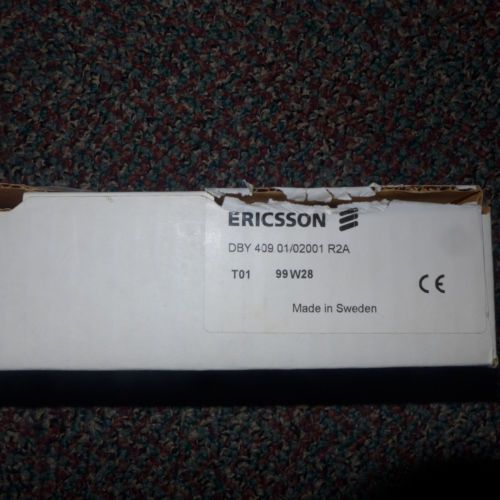 ERICSSON
DBY 409 01/02001 R2A
T01 99W28
CE
Made in Sweden